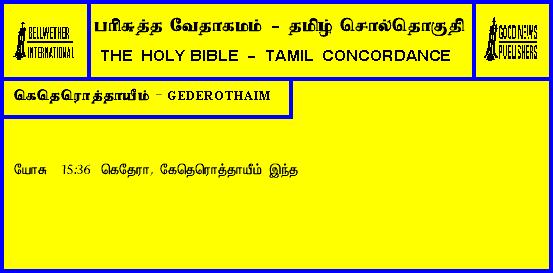 BELLWETHER
INTERNATIONAL
பரிசுத்த வேதாகமம் - தமிழ் சொல்தொகுதி
THE HOLY BIBLE - TAMIL CONCORDANCE
GOOD NEWS
PUBLISHERS
கெதெரொத்தாயீம் - GEDEROTHAIM
யோசு 15:36 கெதேரா, கேதெரொத்தாயீம் இந்த